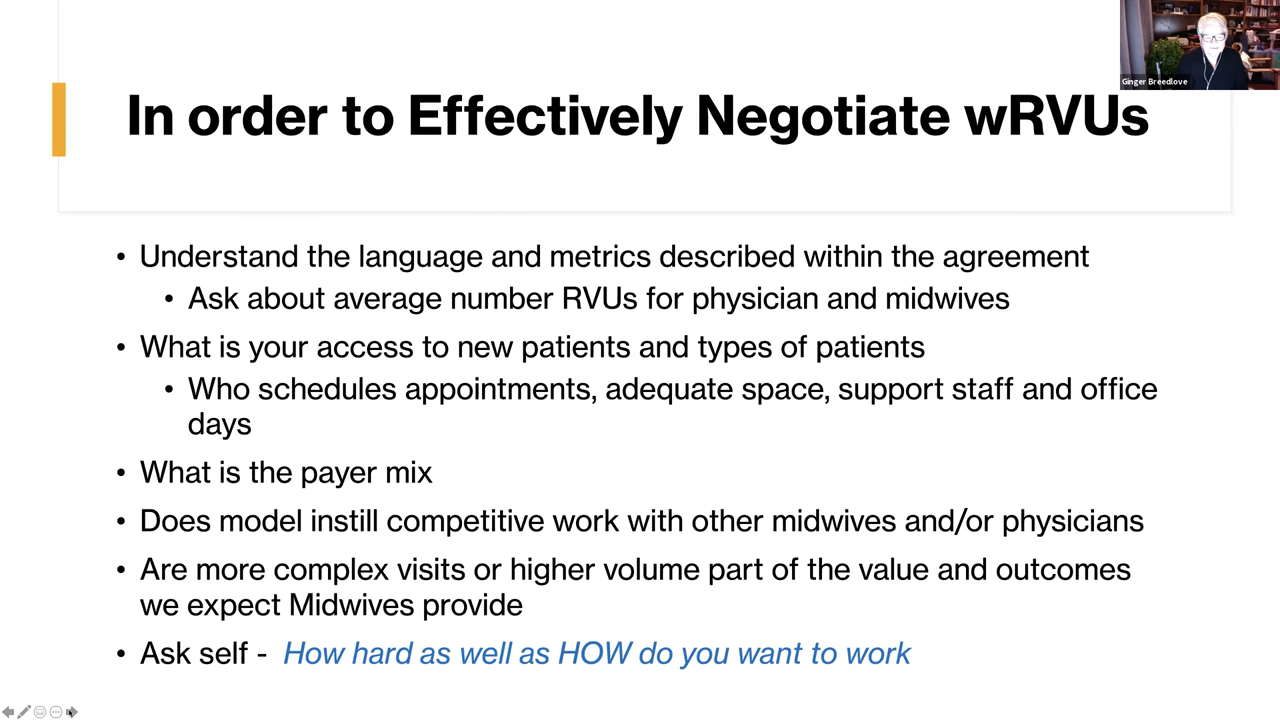 Ginger Breedlove
In order to Effectively Negotiate wRVUs
• Understand the language and metrics described within the agreement
• Ask about average number RVUs for physician and midwives
• What is your access to new patients and types of patients
• Who schedules appointments, adequate space, support staff and office
days
• What is the payer mix
• Does model instill competitive work with other midwives and/or physicians
• Are more complex visits or higher volume part of the value and outcomes
we expect Midwives provide
• Ask self - How hard as well as HOW do you want to work